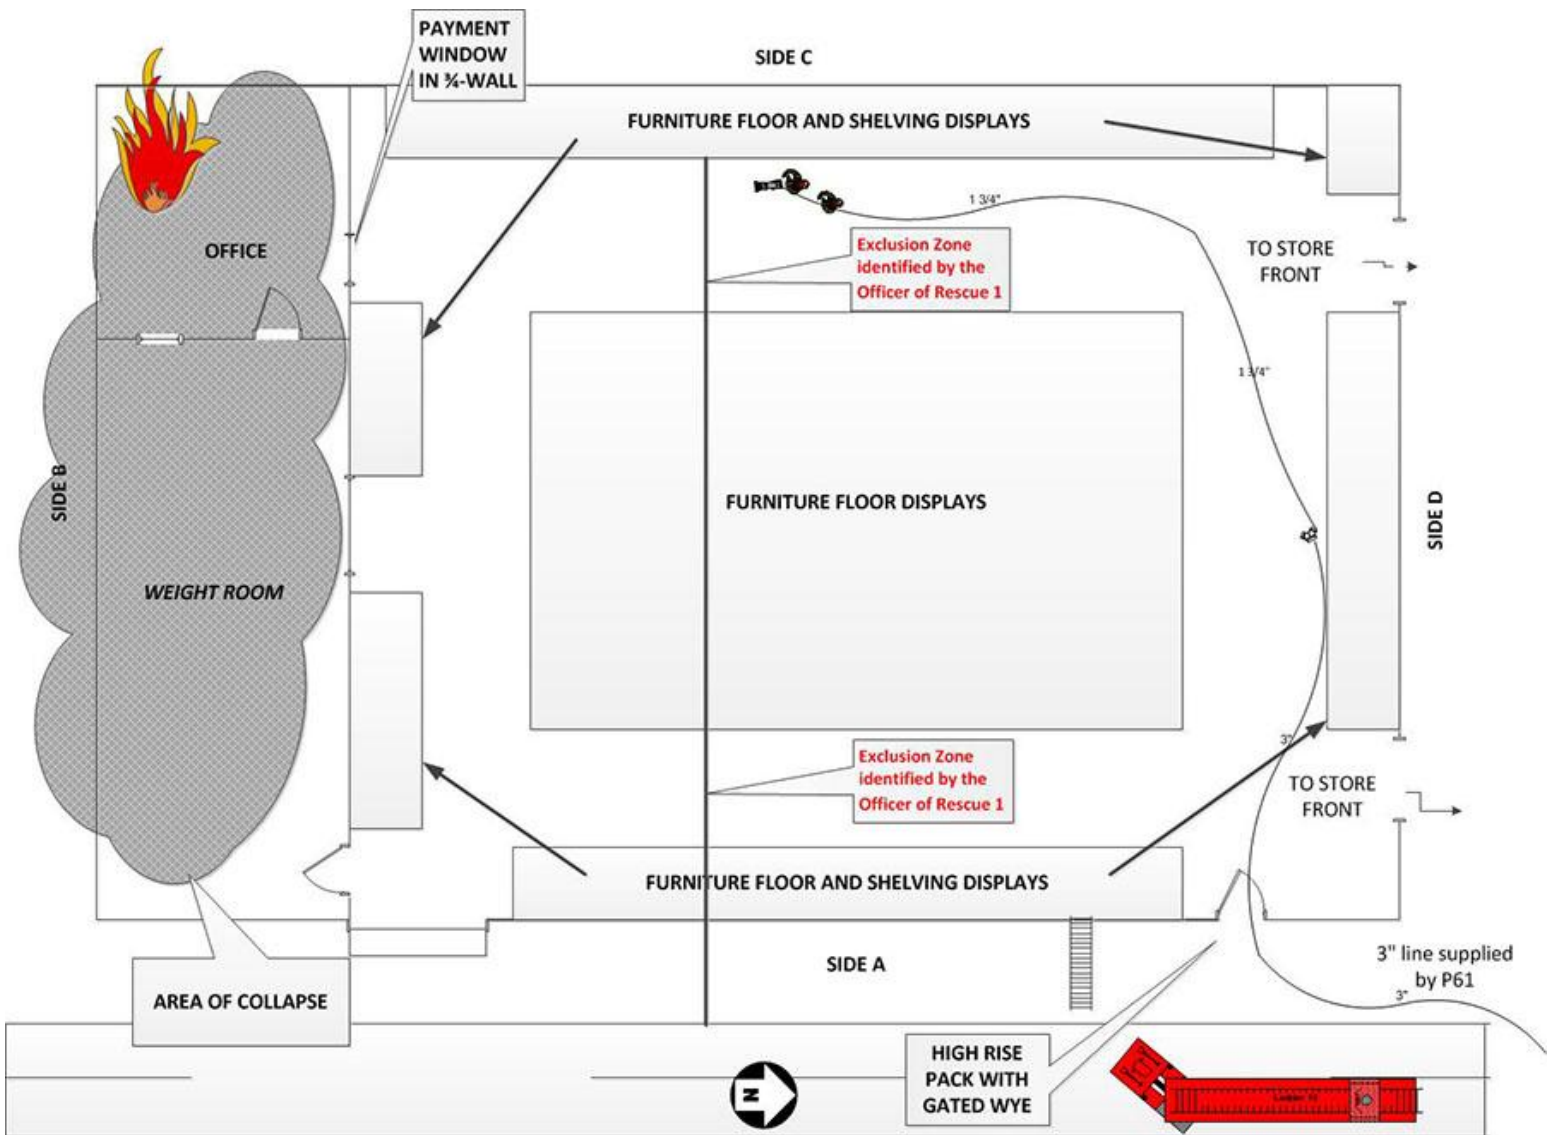 PAYMENT
WINDOW
IN ¾-WALL
SIDE C
FURNITURE FLOOR AND SHELVING DISPLAYS
1 3/4"
OFFICE
Exclusion Zone
identified by the
Officer of Rescue 1
TO STORE
FRONT
1 3/4"
SIDE B
FURNITURE FLOOR DISPLAYS
SIDE D
WEIGHT ROOM
3"
Exclusion Zone
identified by the
Officer of Rescue 1
TO STORE
FRONT
FURNITURE FLOOR AND SHELVING DISPLAYS
SIDE A
3" line supplied
by P61
3"
AREA OF COLLAPSE
HIGH RISE
PACK WITH
GATED WYE
N